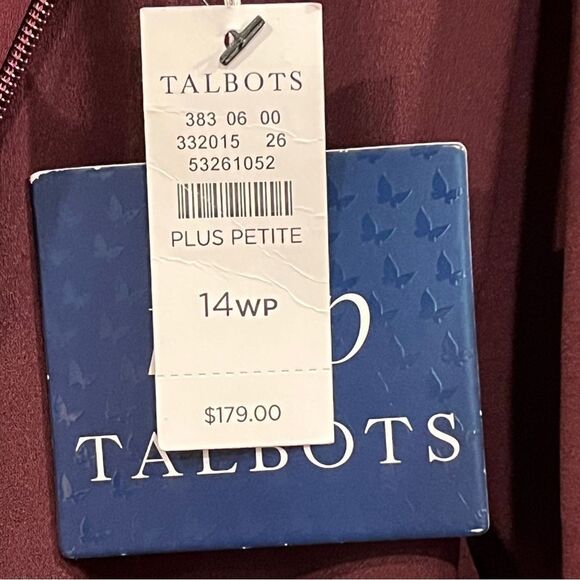 TALBOTS
383 06 00
332015 26
53261052
PLUS PETITE
14WP
$179.00
TALBOTS